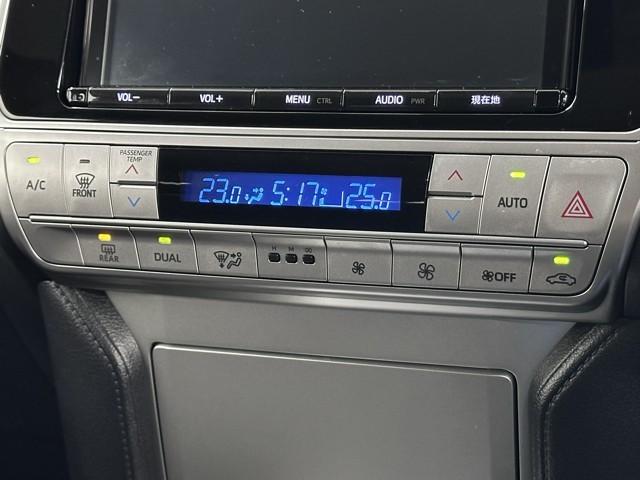 VOL− VOL+ MENU CTRL AUDIO PWR 現在地
PASSENGER
TEMP
A/C FRONT 23.0 5:17 25.0 AUTO
REAR DUAL H M OFF